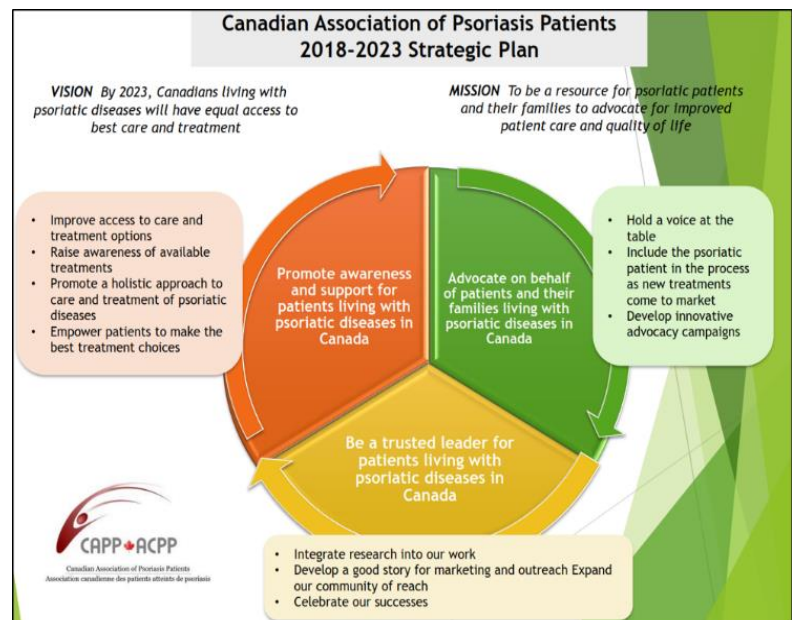 Canadian Association of Psoriasis Patients
2018-2023 Strategic Plan
VISION By 2023, Canadians living with
psoriatic diseases will have equal access to
best care and treatment
MISSION To be a resource for psoriatic patients
and their families to advocate for improved
patient care and quality of life
• Improve access to care and
treatment options
• Raise awareness of available
treatments
• Promote a holistic approach to
care and treatment of psoriatic
diseases
• Empower patients to make the
best treatment choices
Promote awareness
and support for
patients living with
psoriatic diseases in
Canada
Advocate on behalf
of patients and their
families living with
psoriatic diseases in
Canada
• Hold a voice at the
table
• Include the psoriatic
patient in the process
as new treatments
come to market
• Develop innovative
advocacy campaigns
Be a trusted leader for
patients living with
psoriatic diseases in
Canada
• Integrate research into our work
• Develop a good story for marketing and outreach Expand
our community of reach
• Celebrate our successes
CAPP ACPP
Canadian Association of Psoriasis Patients
Association canadienne des patients atteints de psoriasis